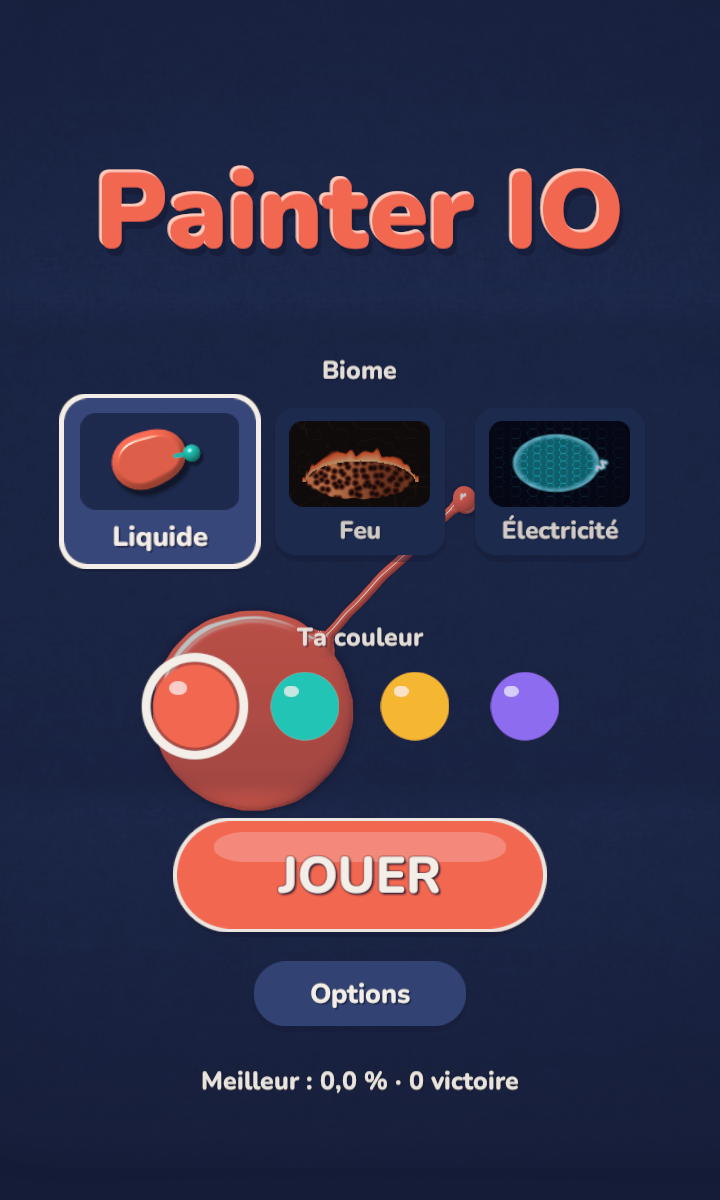 Painter IO
Biome
Liquide
Feu
Électricité
Ta couleur
JOUER
Options
Meilleur : 0,0 % · 0 victoire